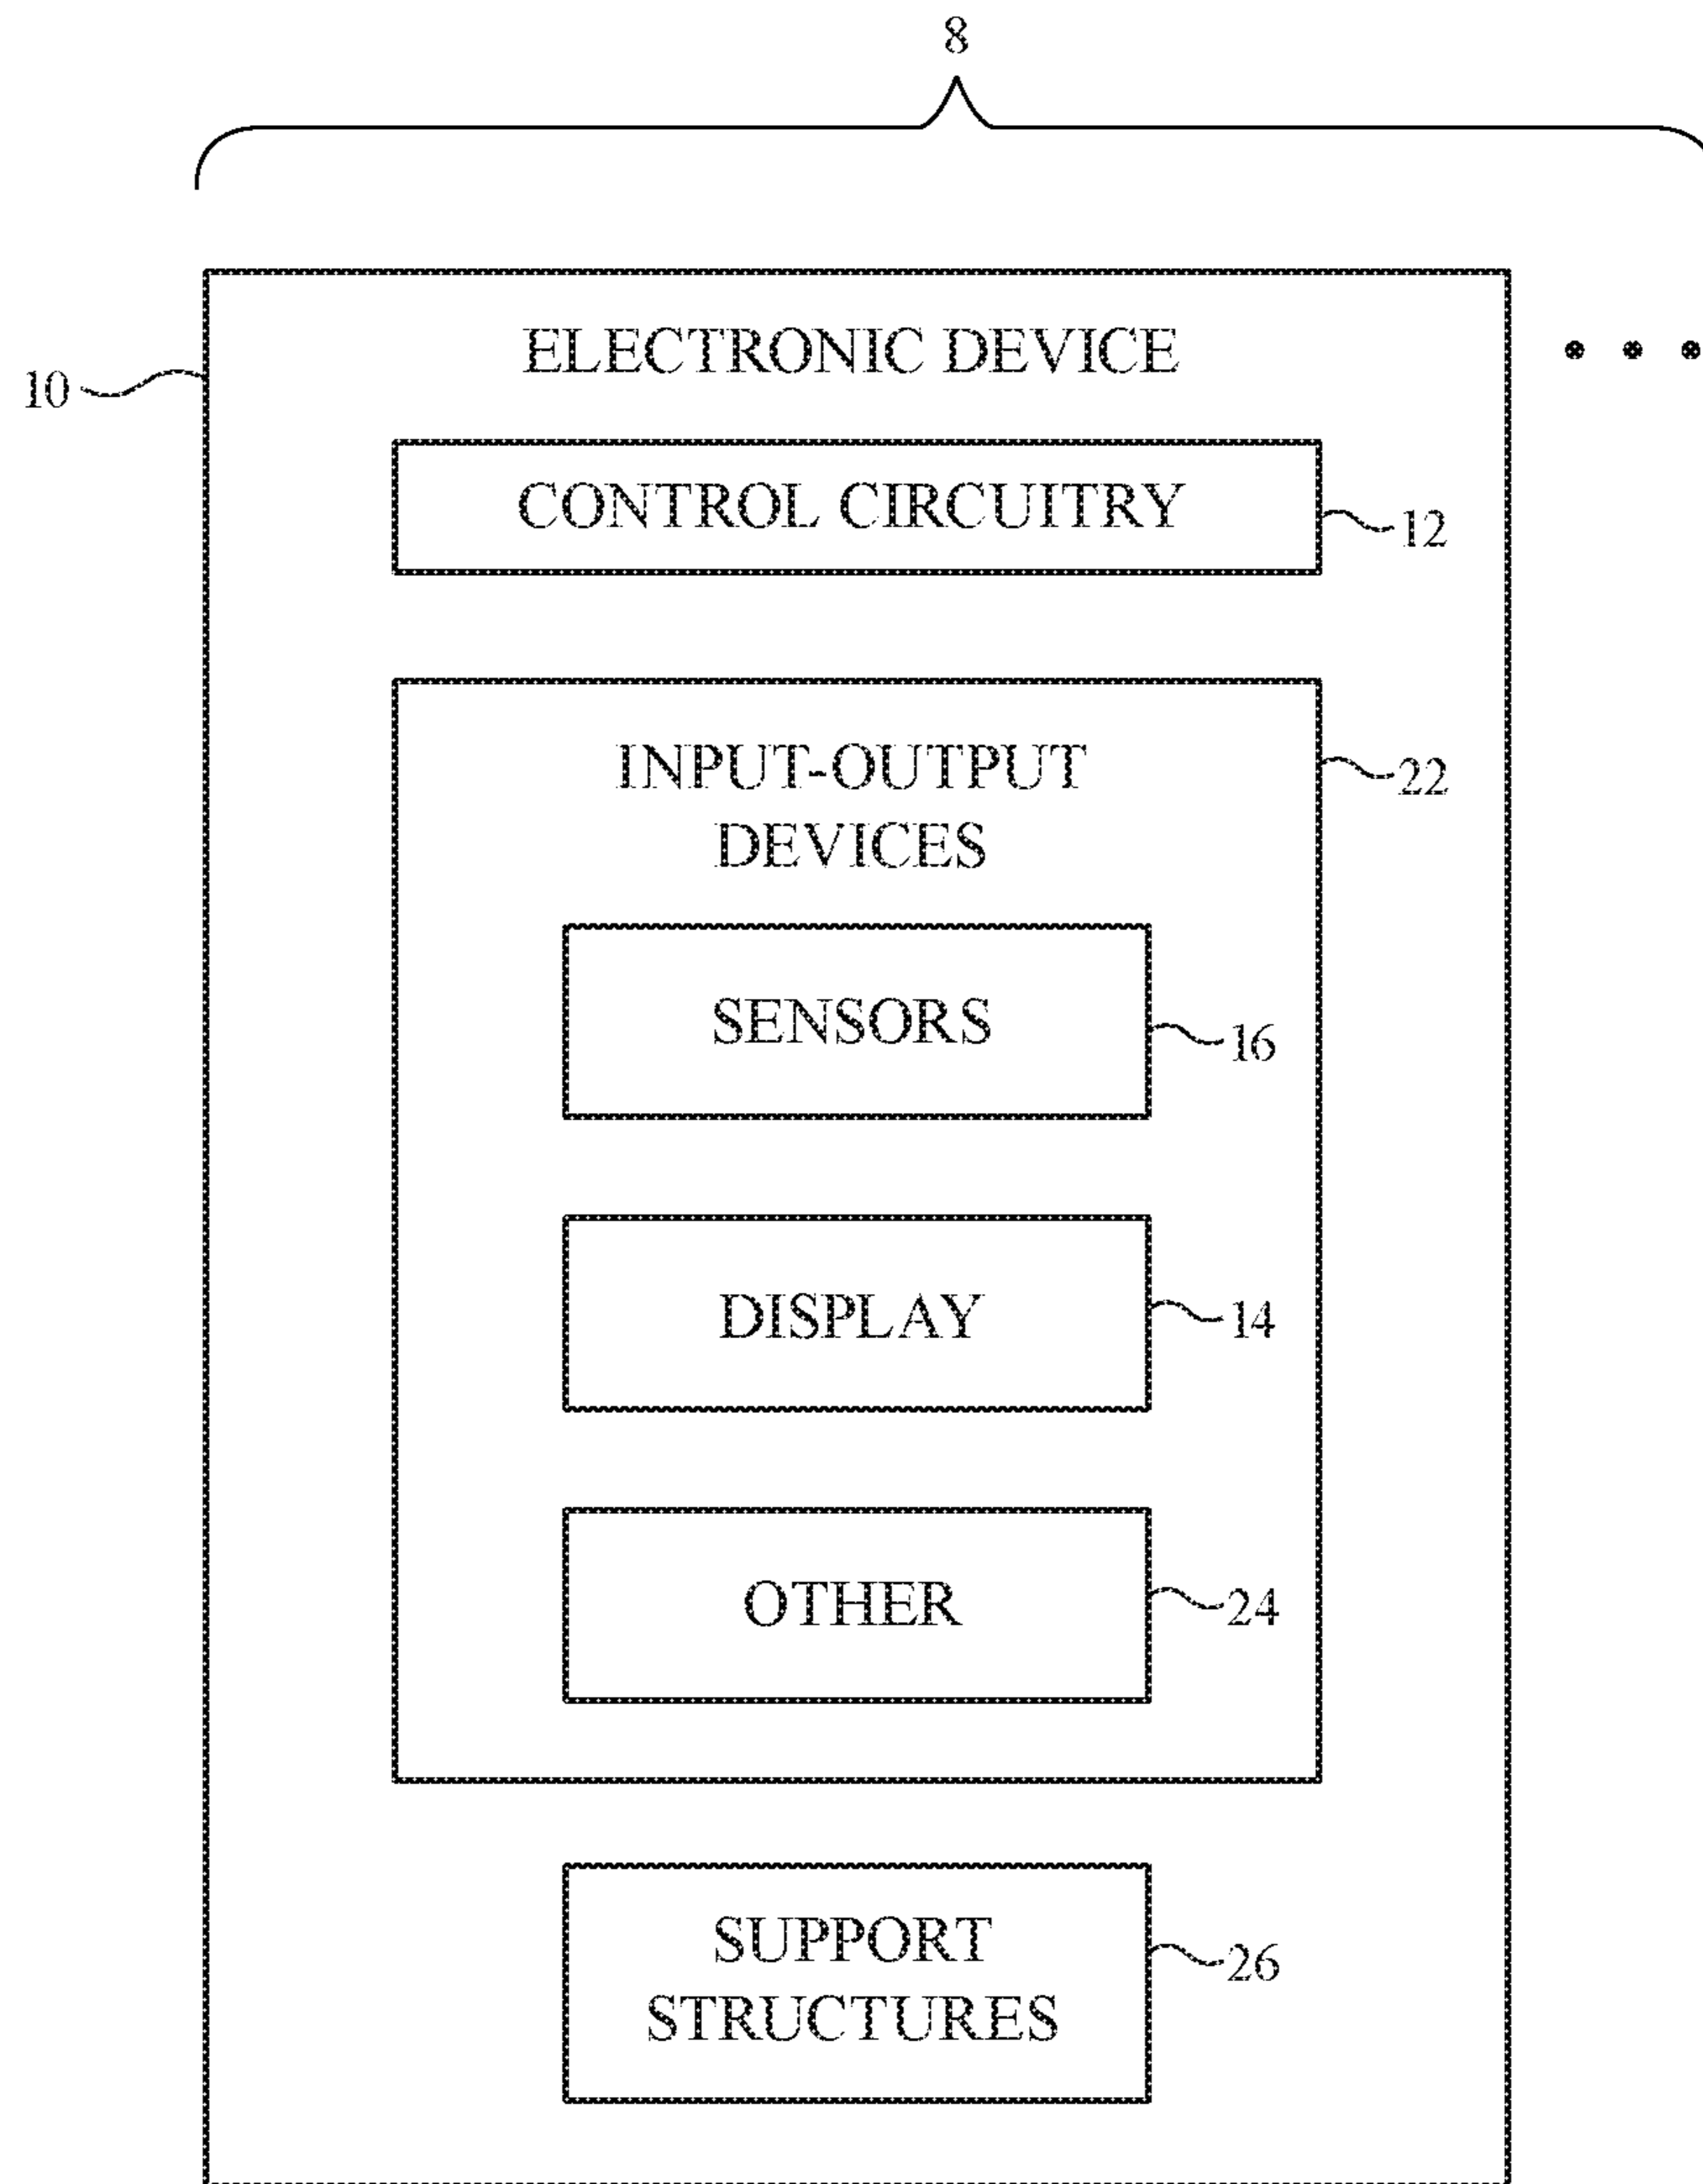 8
ELECTRONIC DEVICE
10
CONTROL CIRCUITRY
12
INPUT-OUTPUT
DEVICES
22
SENSORS
16
DISPLAY
14
OTHER
24
SUPPORT
STRUCTURES
26